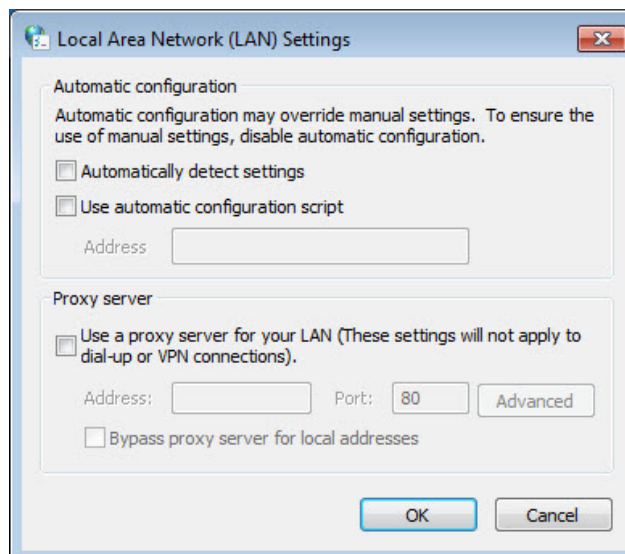 Local Area Network (LAN) Settings
Automatic configuration
Automatic configuration may override manual settings.  To ensure the
use of manual settings, disable automatic configuration.
Automatically detect settings
Use automatic configuration script
Address
Proxy server
Use a proxy server for your LAN (These settings will not apply to
dial-up or VPN connections).
Address: Port: 80 Advanced
Bypass proxy server for local addresses
OK Cancel